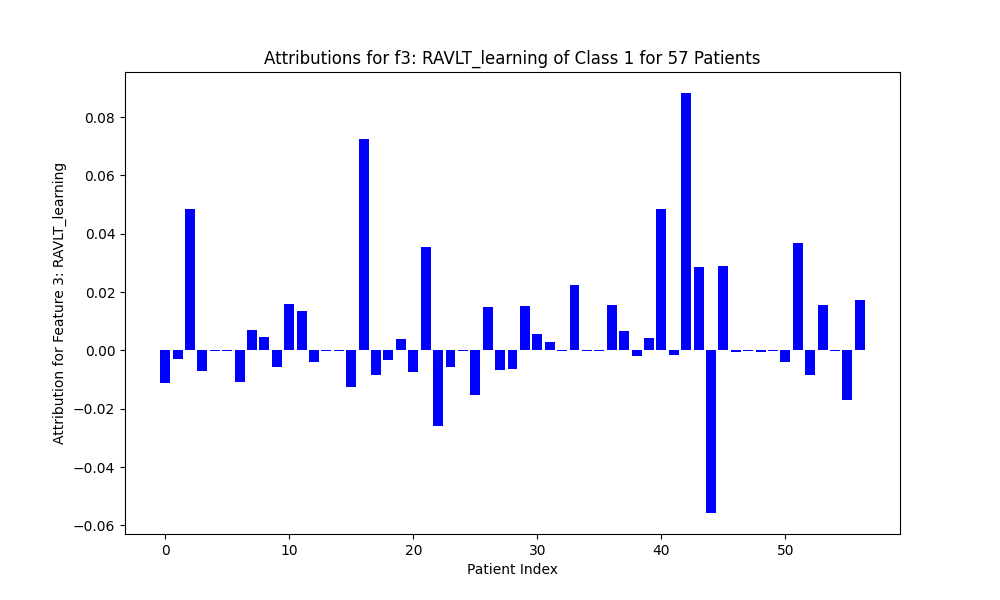 Attributions for f3: RAVLT_learning of Class 1 for 57 Patients
Attribution for Feature 3: RAVLT_learning
0.08
0.06
0.04
0.02
0.00
−0.02
−0.04
−0.06
0 10 20 30 40 50
Patient Index